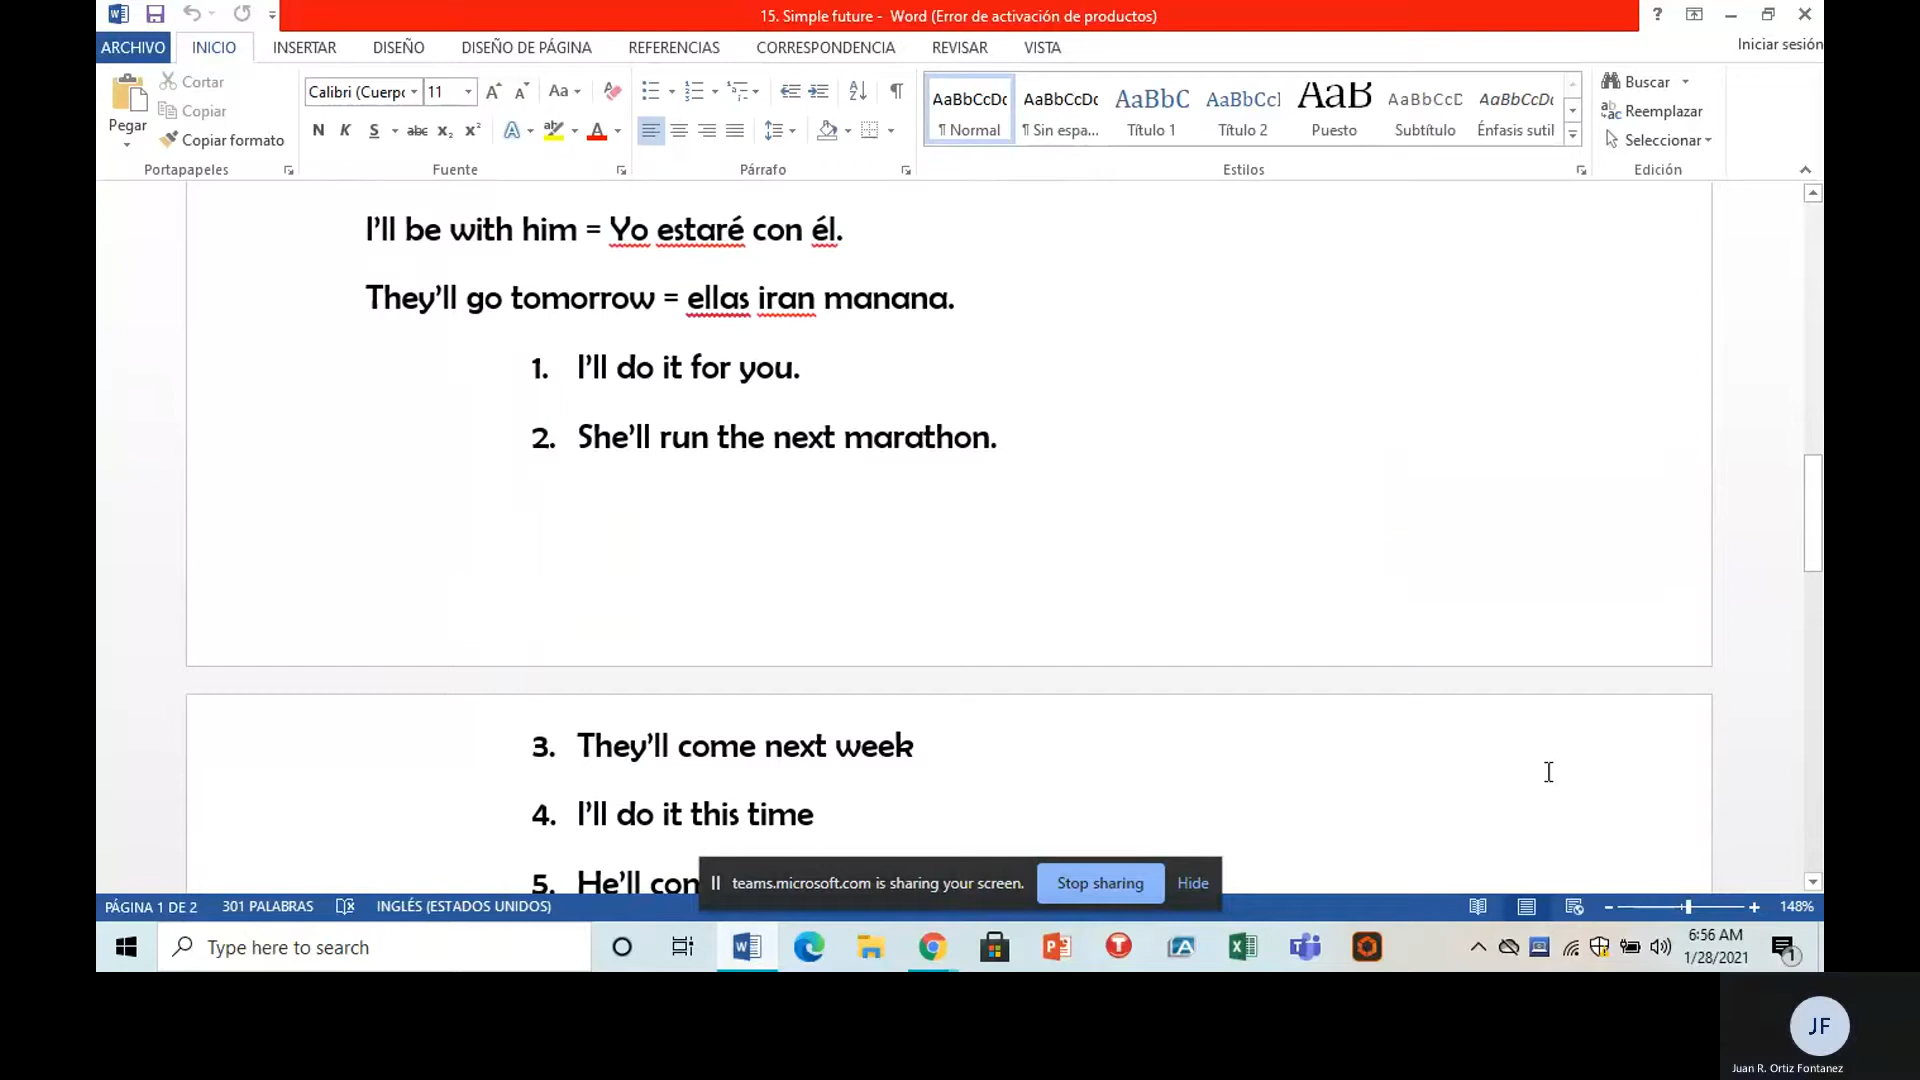 15. Simple future - Word (Error de activación de productos)
ARCHIVO INICIO INSERTAR DISEÑO DISEÑO DE PÁGINA REFERENCIAS CORRESPONDENCIA REVISAR VISTA Iniciar sesión
Pegar
Cortar
Copiar
Copiar formato
Portapapeles
Calibri (Cuerpo 11
N K S abc x₂ x²
Fuente
Párrafo
AaBbCcDc AaBbCcDc AaBbC AaBbCcI AaB AaBbCcD AaBbCcDc
¶ Normal ¶ Sin espa... Título 1 Título 2 Puesto Subtítulo Énfasis sutil
Estilos
Buscar
Reemplazar
Seleccionar
Edición
I'll be with him = Yo estaré con él.
They'll go tomorrow = ellas iran manana.
1. I'll do it for you.
2. She'll run the next marathon.
3. They'll come next week
4. I'll do it this time
5. He'll con
teams.microsoft.com is sharing your screen. Stop sharing Hide
PÁGINA 1 DE 2 301 PALABRAS INGLÉS (ESTADOS UNIDOS) 148%
Type here to search
6:56 AM
1/28/2021
JF
Juan R. Ortiz Fontanez